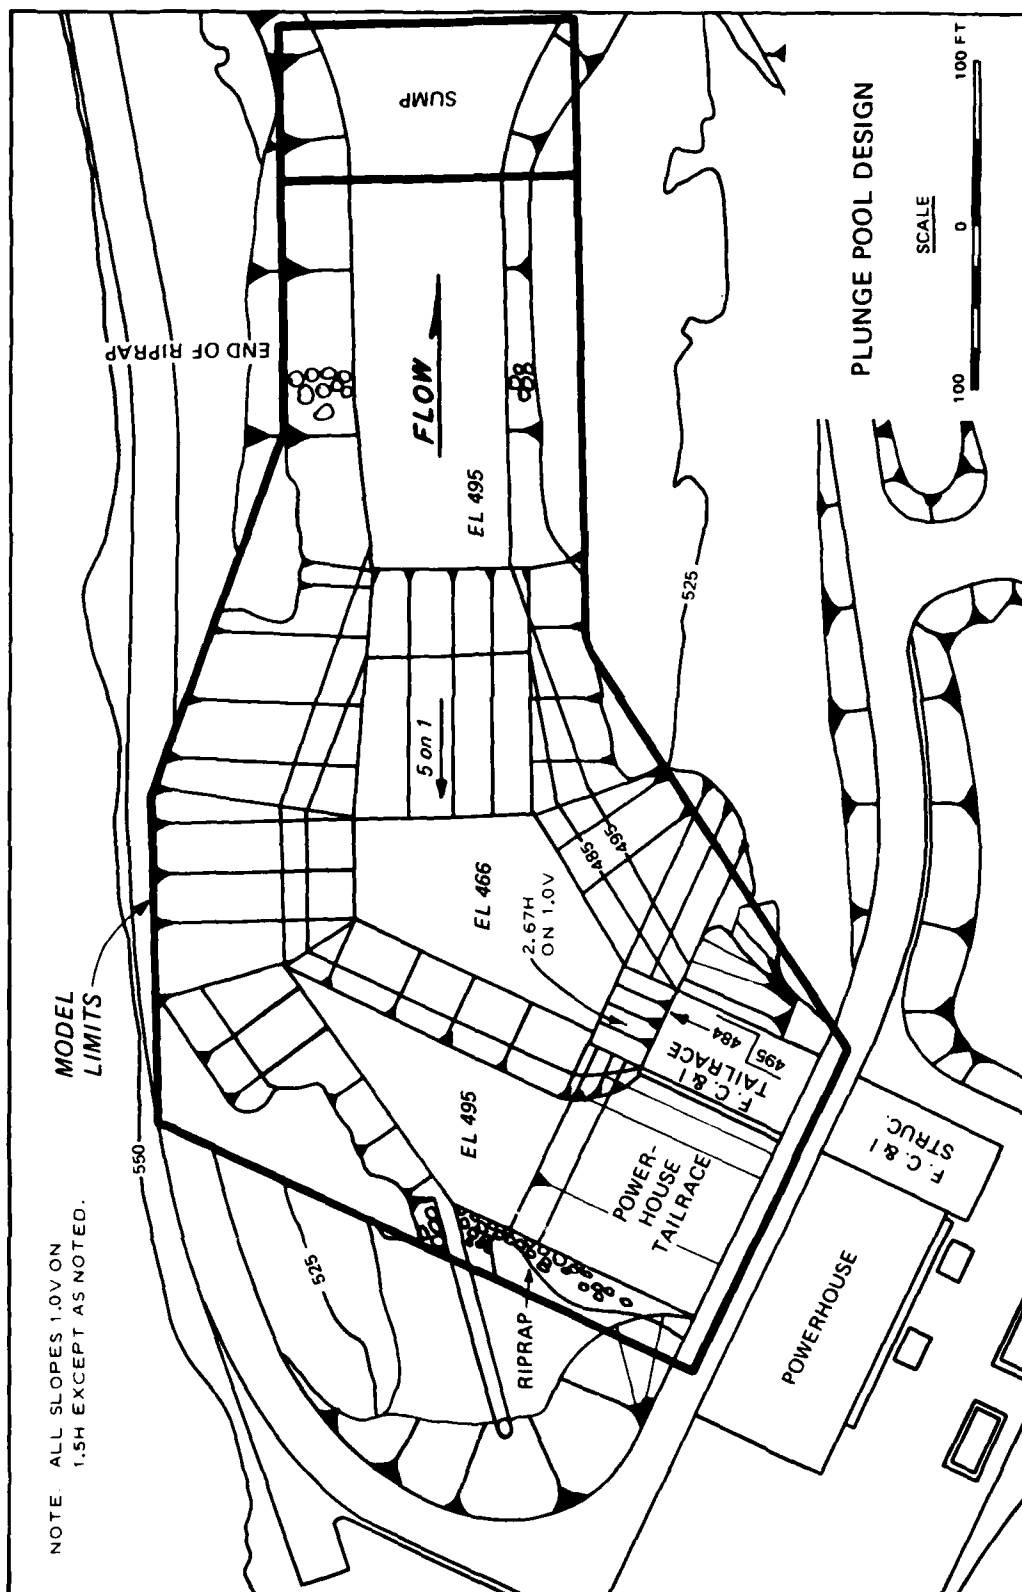 NOTE. ALL SLOPES 1.0V ON
1.5H EXCEPT AS NOTED.
MODEL
LIMITS
550
525
RIPRAP
EL 495
POWER-
HOUSE
TAILRACE
POWERHOUSE
F. C. & I
STRUC.
F. C. & I
TAILRACE
495
484
2.67H
ON 1.0V
EL 466
485
495
5 on 1
525
EL 495
FLOW
END OF RIPRAP
SUMP
PLUNGE POOL DESIGN
SCALE
100 0 100 FT